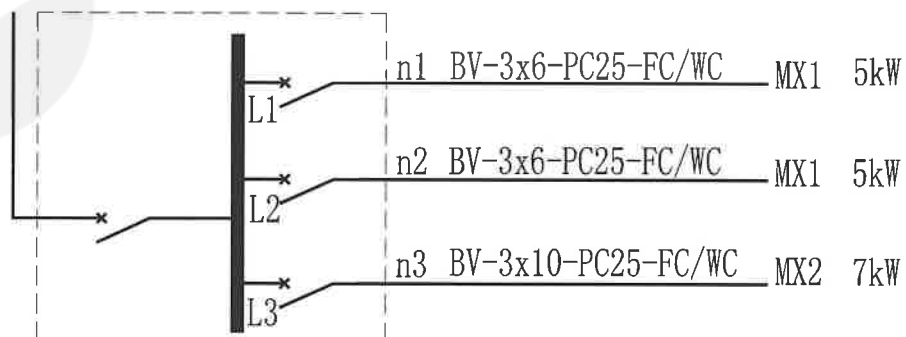 n1 BV-3x6-PC25-FC/WC MX1 5kW
L1
n2 BV-3x6-PC25-FC/WC MX1 5kW
L2
n3 BV-3x10-PC25-FC/WC MX2 7kW
L3